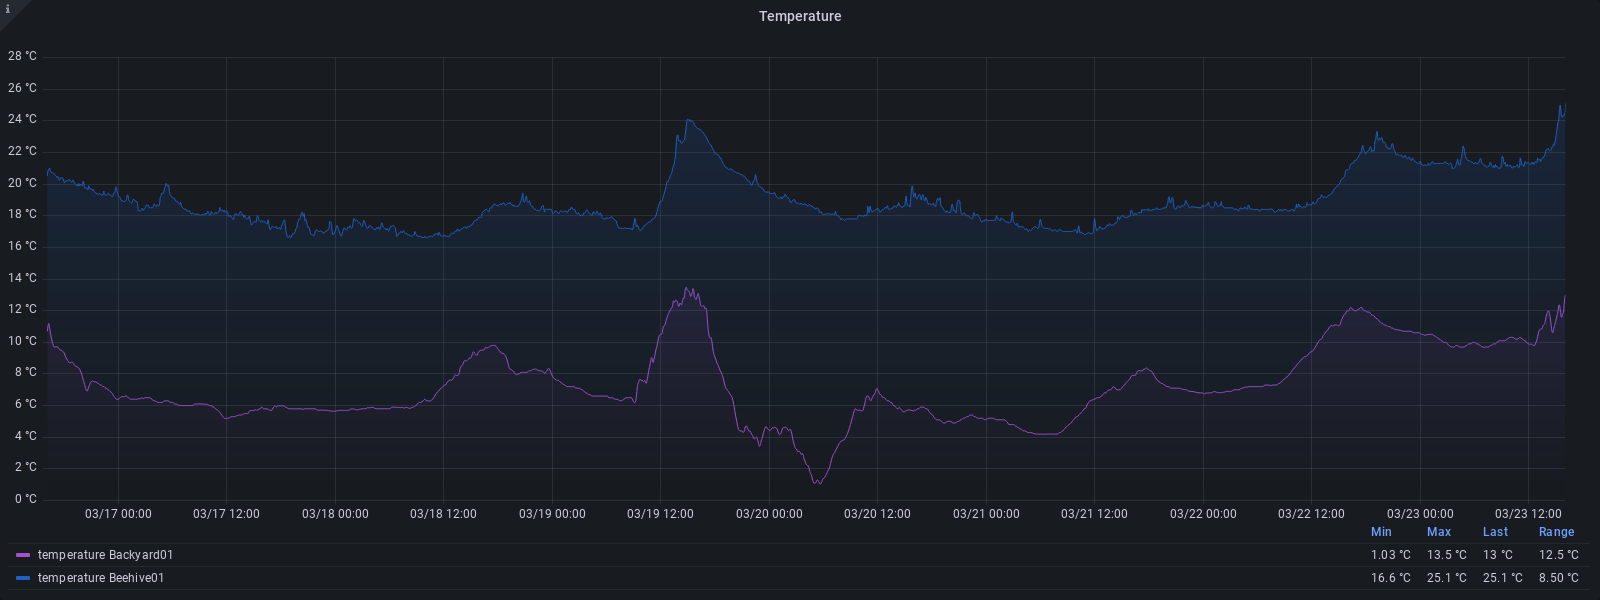 i
Temperature
28 °C
26 °C
24 °C
22 °C
20 °C
18 °C
16 °C
14 °C
12 °C
10 °C
8 °C
6 °C
4 °C
2 °C
0 °C
03/17 00:00 03/17 12:00 03/18 00:00 03/18 12:00 03/19 00:00 03/19 12:00 03/20 00:00 03/20 12:00 03/21 00:00 03/21 12:00 03/22 00:00 03/22 12:00 03/23 00:00 03/23 12:00
Min Max Last Range
temperature Backyard01 1.03 °C 13.5 °C 13 °C 12.5 °C
temperature Beehive01 16.6 °C 25.1 °C 25.1 °C 8.50 °C